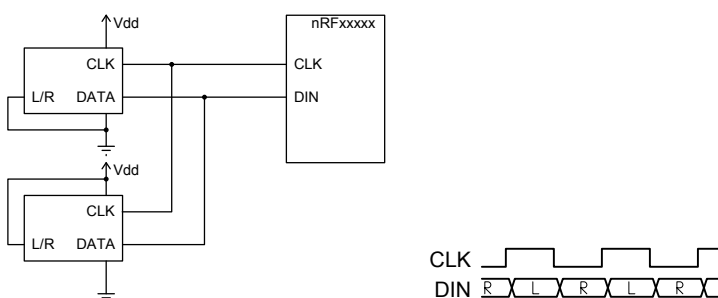 Vdd
nRFxxxxx
CLK
CLK
L/R
DATA
DIN
Vdd
CLK
L/R
DATA
CLK
DIN
R L R L R